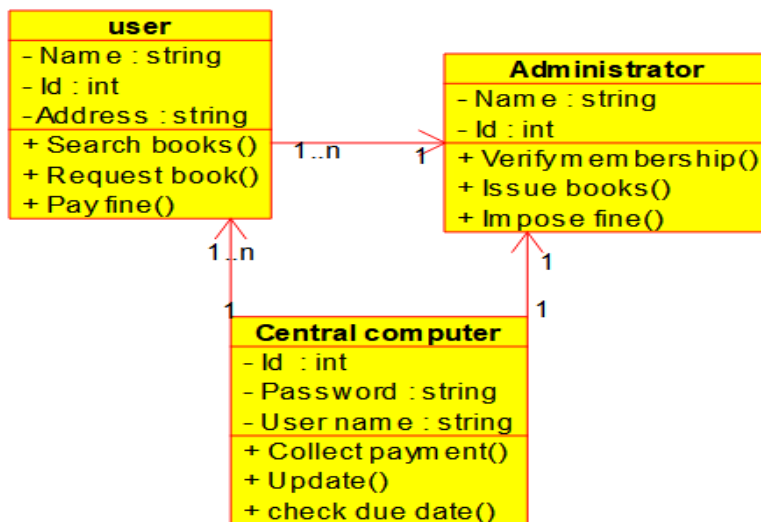 user
- Name : string
- Id : int
-Address : string
+ Search books()
+ Request book()
+ Pay fine()
1..n
1
Administrator
- Name : string
- Id : int
+ Verify membership()
+ Issue books()
+ Impose fine()
1..n
1
1
1
Central computer
- Id : int
- Password : string
- User name : string
+ Collect payment()
+ Update()
+ check due date()